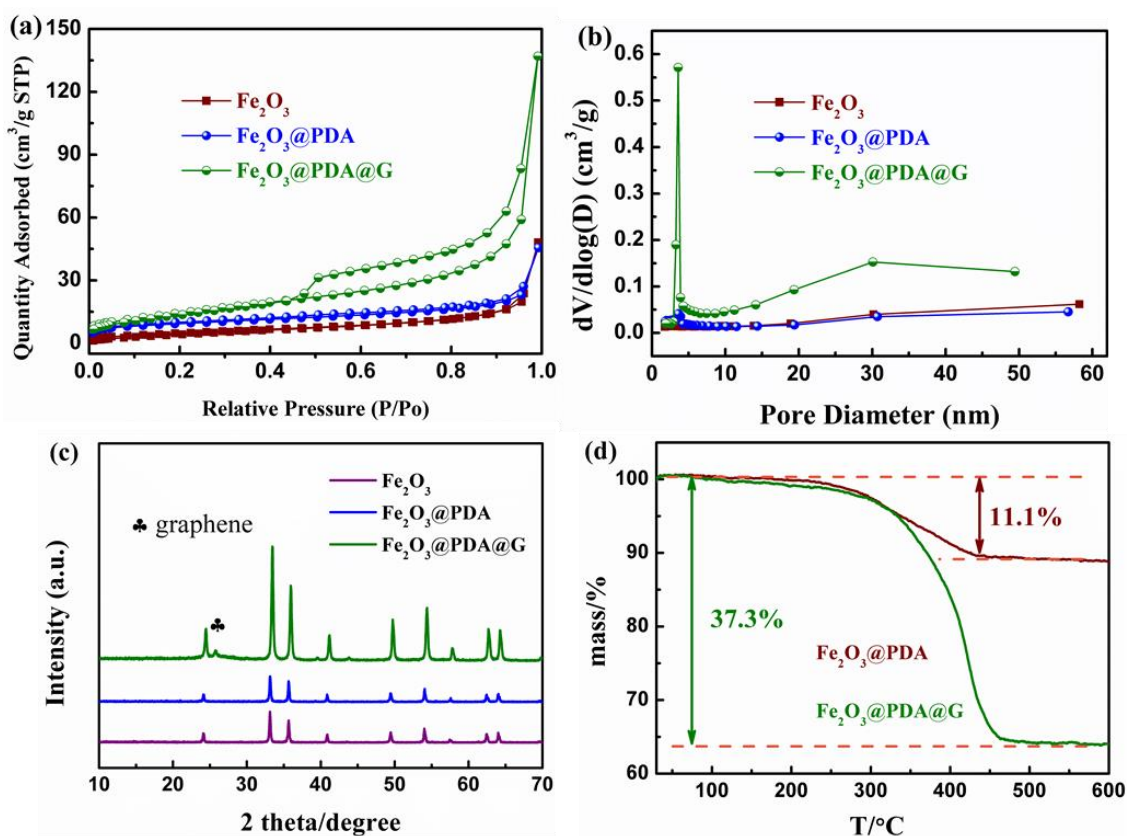 (a)
150
120
90
60
30
0
Quantity Adsorbed (cm³/g STP)
Fe₂O₃
Fe₂O₃@PDA
Fe₂O₃@PDA@G
0.0 0.2 0.4 0.6 0.8 1.0
Relative Pressure (P/Po)
(b)
0.6
0.5
0.4
0.3
0.2
0.1
0.0
dV/dlog(D) (cm³/g)
Fe₂O₃
Fe₂O₃@PDA
Fe₂O₃@PDA@G
0 10 20 30 40 50 60
Pore Diameter (nm)
(c)
Intensity (a.u.)
♣ graphene
Fe₂O₃
Fe₂O₃@PDA
Fe₂O₃@PDA@G
♣
10 20 30 40 50 60 70
2 theta/degree
(d)
100
90
80
70
60
mass/%
11.1%
37.3%
Fe₂O₃@PDA
Fe₂O₃@PDA@G
100 200 300 400 500 600
T/°C